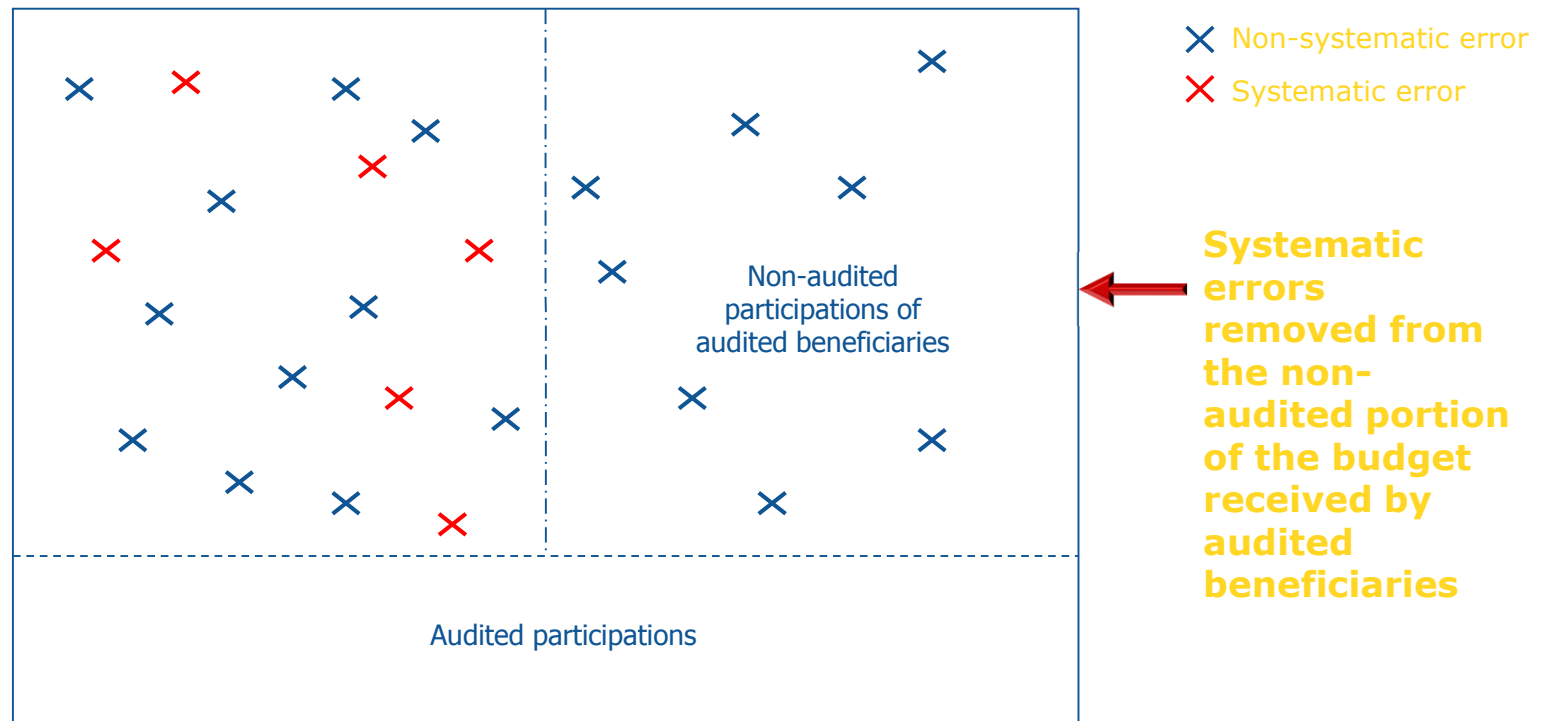 Non-systematic error
Systematic error
Non-audited
participations of
audited beneficiaries
Systematic
errors
removed from
the non-
audited portion
of the budget
received by
audited
beneficiaries
Audited participations